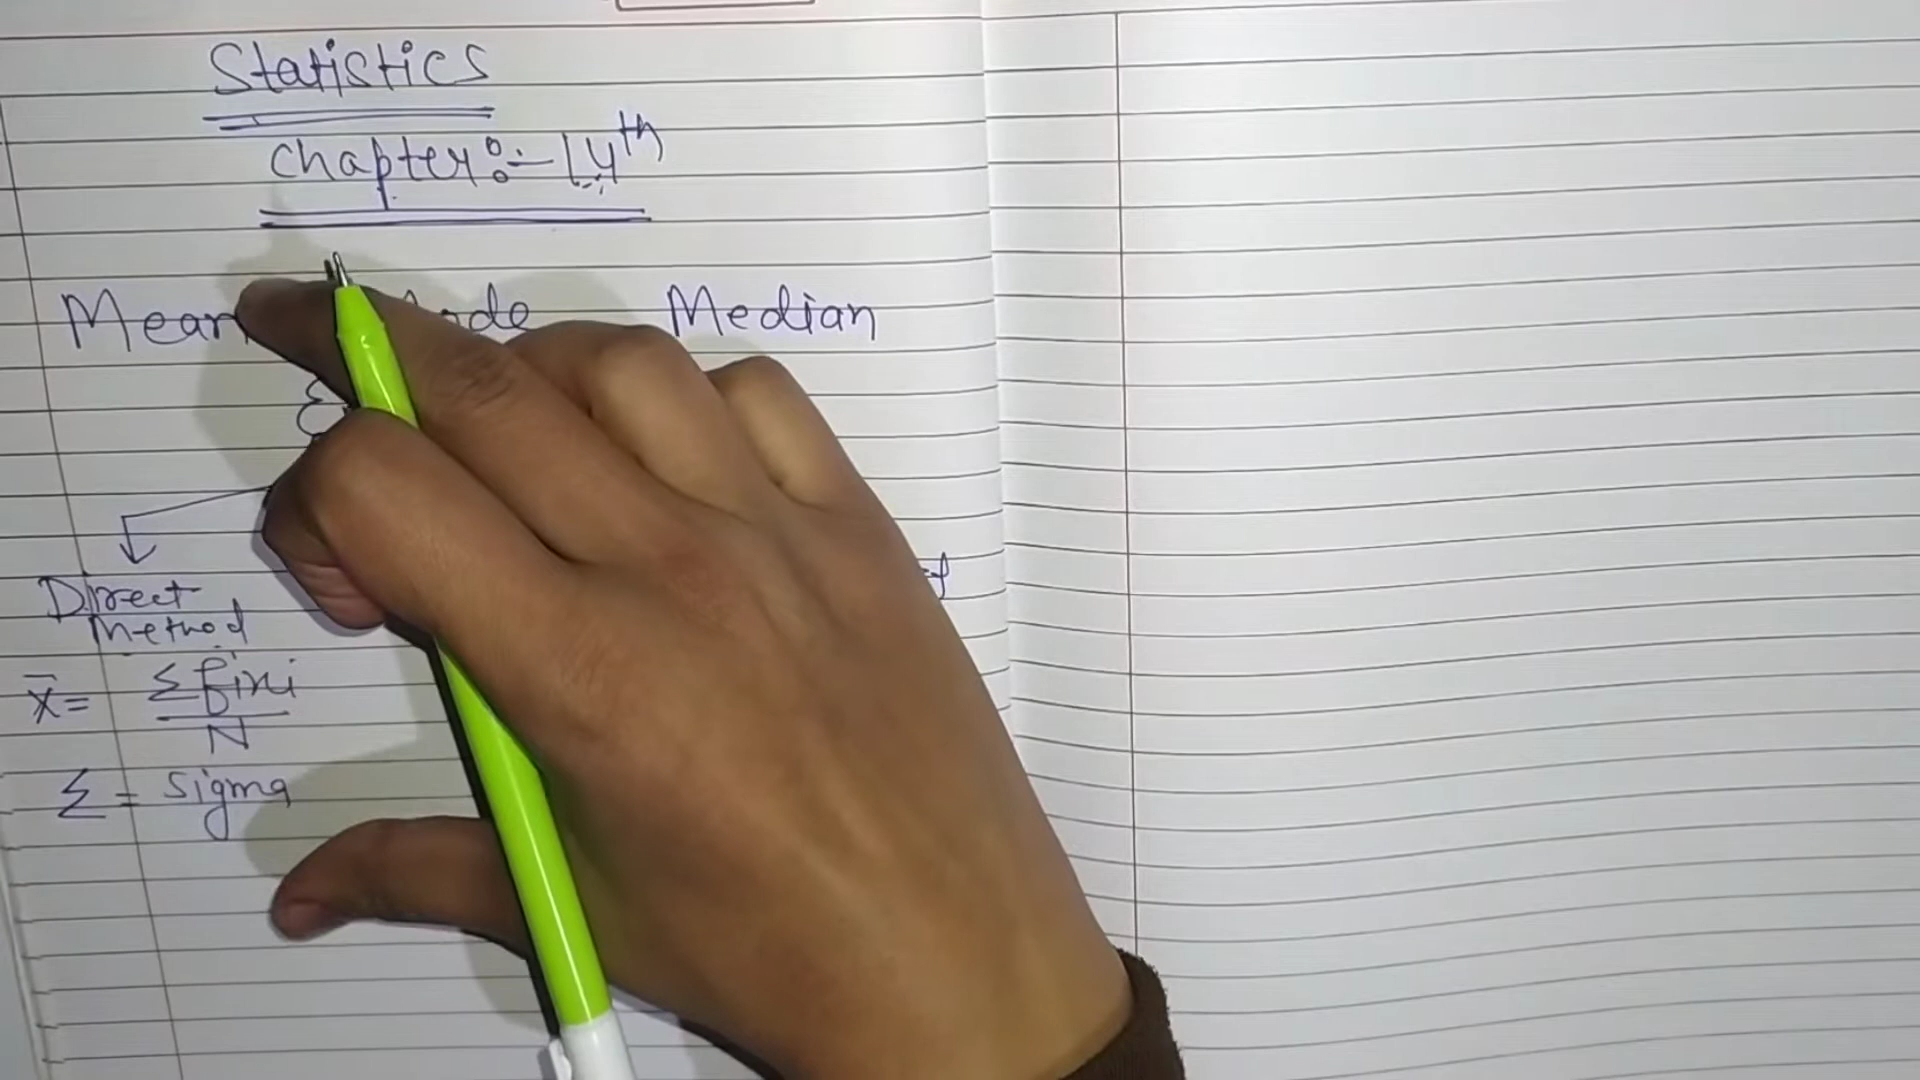 Statistics
Chapter:- 14th
Mean Median
Direct
Method
x̄ = Σfixi
N
Σ = sigma